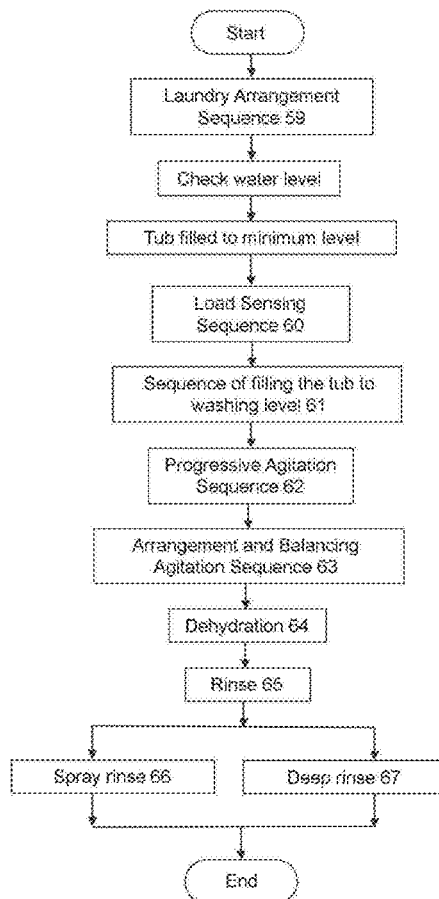 Start
Laundry Arrangement
Sequence 59
Check water level
Tub filled to minimum level
Load Sensing
Sequence 60
Sequence of filling the tub to
washing level 61
Progressive Agitation
Sequence 62
Arrangement and Balancing
Agitation Sequence 63
Dehydration 64
Rinse 65
Spray rinse 66
Deep rinse 67
End